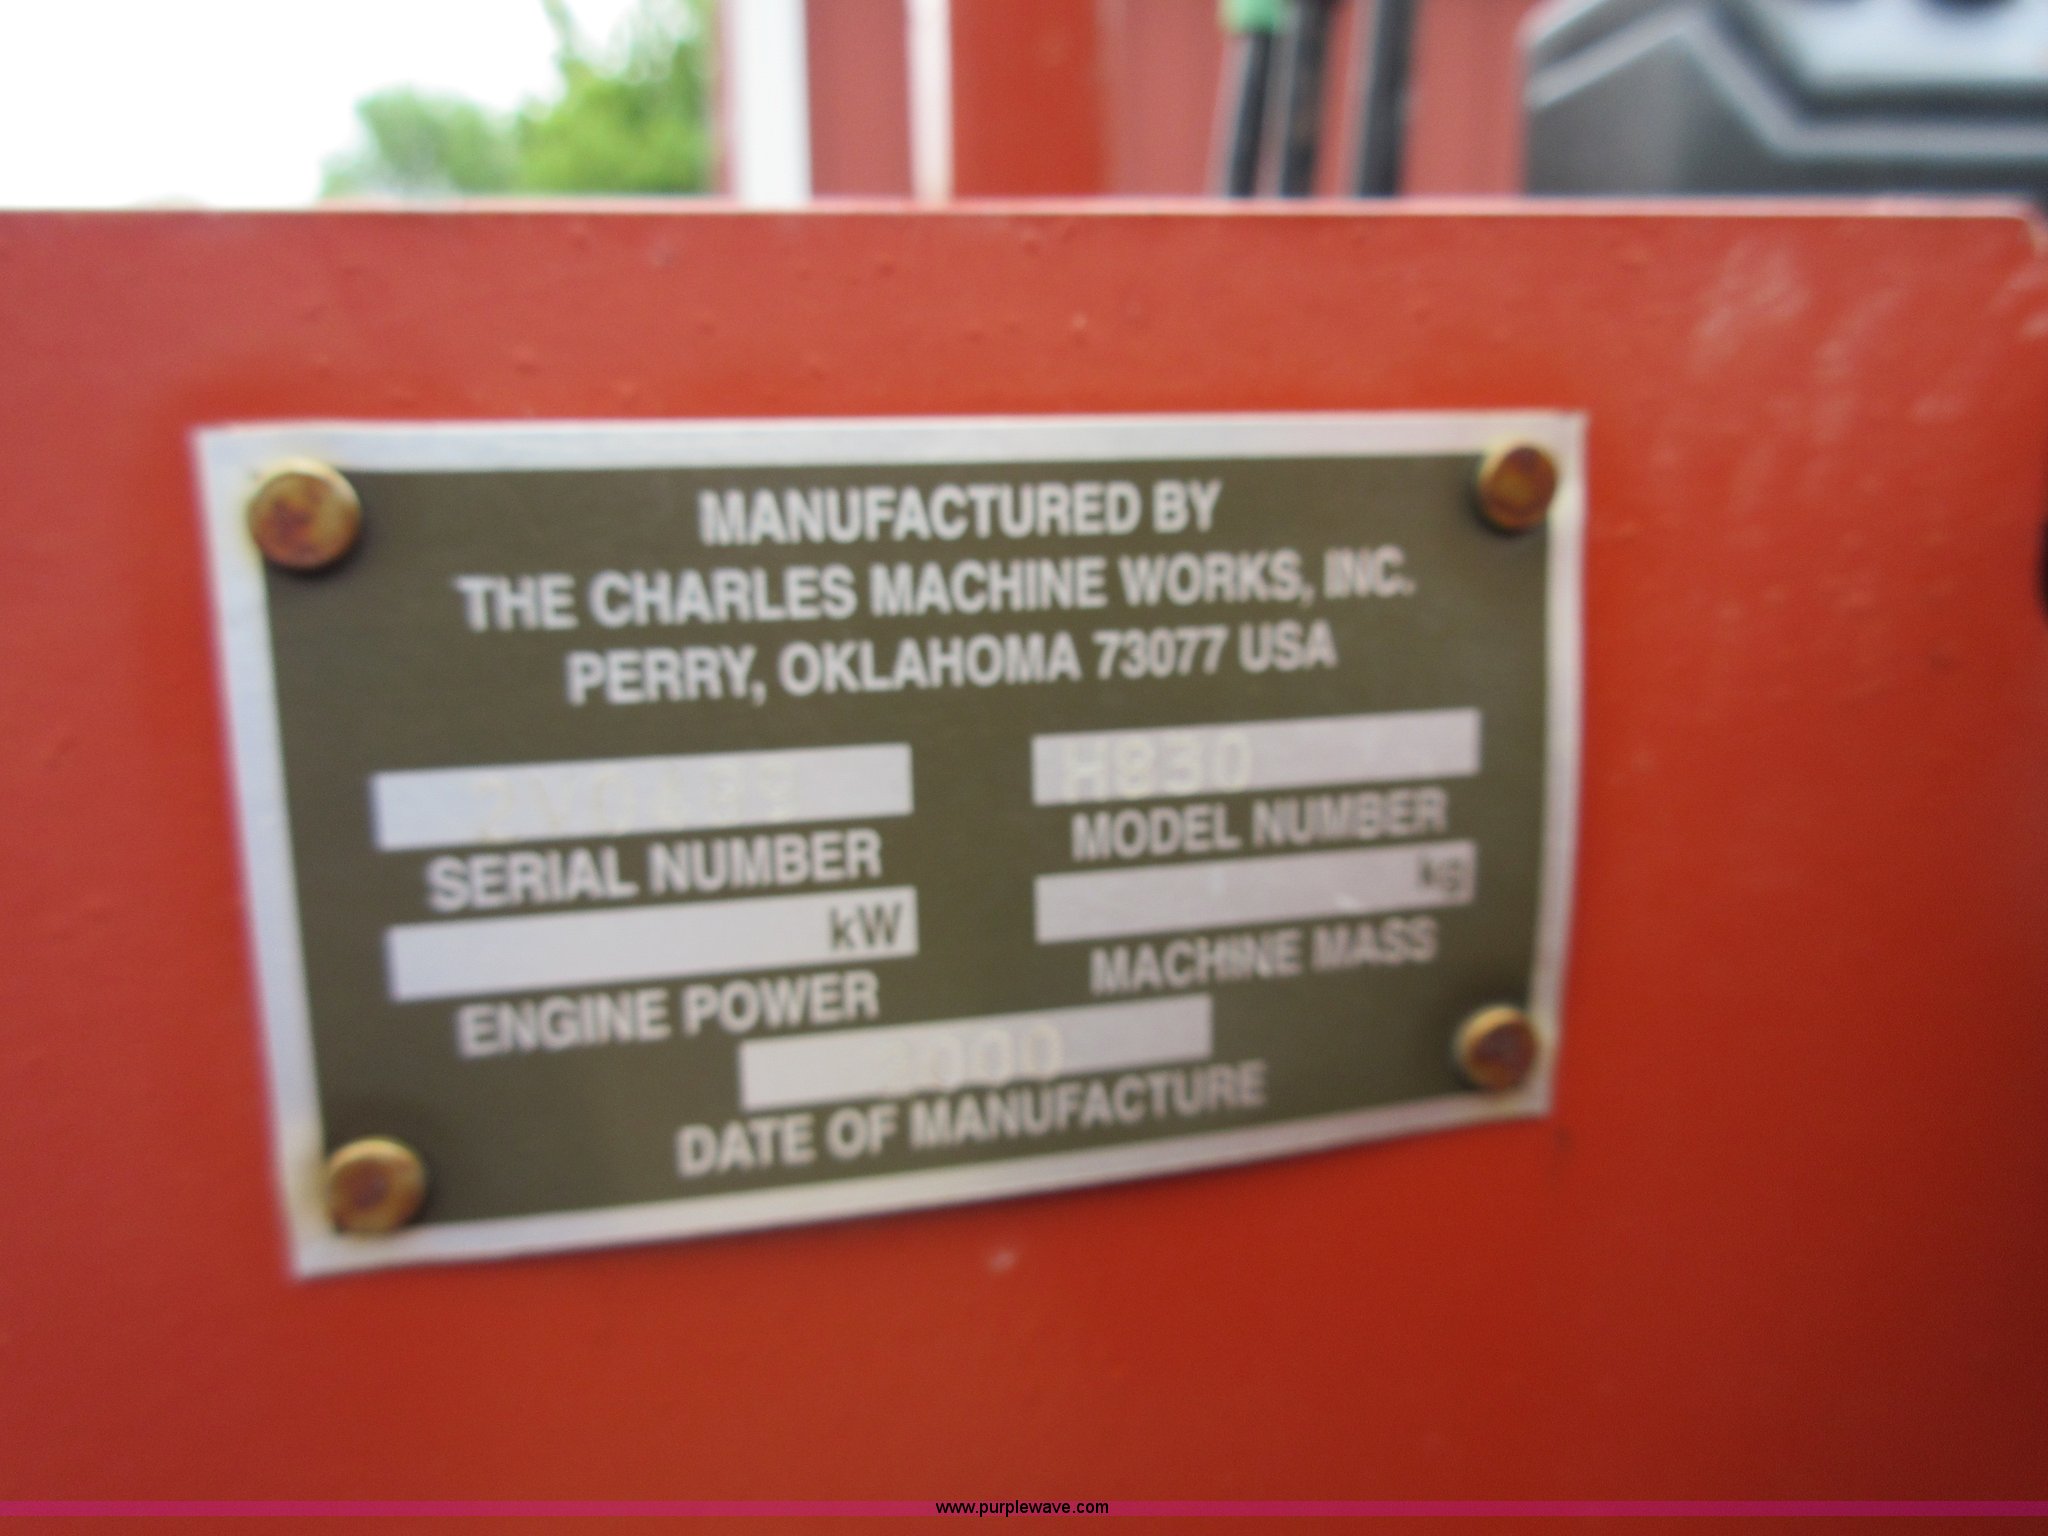 MANUFACTURED BY
THE CHARLES MACHINE WORKS, INC.
PERRY, OKLAHOMA 73077 USA
H830
SERIAL NUMBER
MODEL NUMBER
kW
kg
ENGINE POWER
MACHINE MASS
2000
DATE OF MANUFACTURE
www.purplewave.com